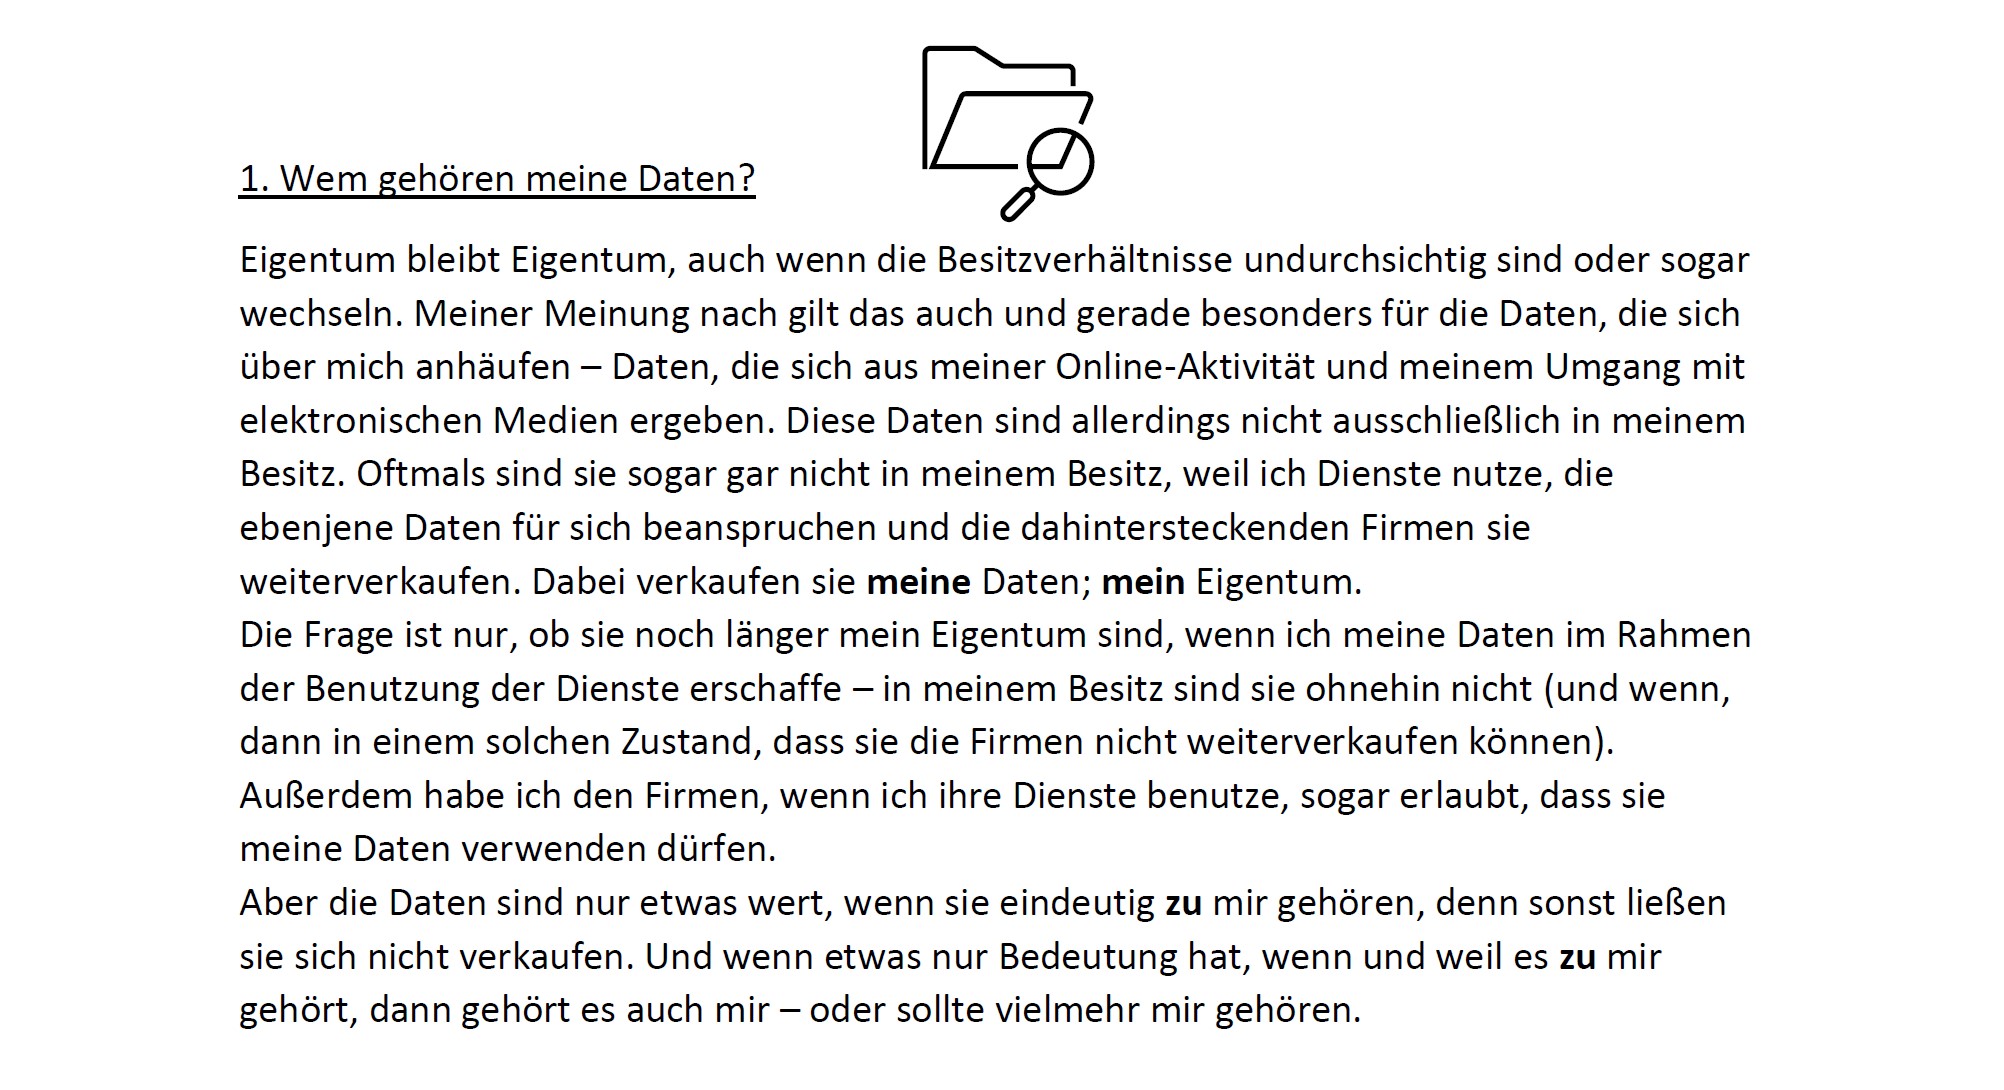 1. Wem gehören meine Daten?
Eigentum bleibt Eigentum, auch wenn die Besitzverhältnisse undurchsichtig sind oder sogar
wechseln. Meiner Meinung nach gilt das auch und gerade besonders für die Daten, die sich
über mich anhäufen – Daten, die sich aus meiner Online-Aktivität und meinem Umgang mit
elektronischen Medien ergeben. Diese Daten sind allerdings nicht ausschließlich in meinem
Besitz. Oftmals sind sie sogar gar nicht in meinem Besitz, weil ich Dienste nutze, die
ebenjene Daten für sich beanspruchen und die dahintersteckenden Firmen sie
weiterverkaufen. Dabei verkaufen sie meine Daten; mein Eigentum.
Die Frage ist nur, ob sie noch länger mein Eigentum sind, wenn ich meine Daten im Rahmen
der Benutzung der Dienste erschaffe – in meinem Besitz sind sie ohnehin nicht (und wenn,
dann in einem solchen Zustand, dass sie die Firmen nicht weiterverkaufen können).
Außerdem habe ich den Firmen, wenn ich ihre Dienste benutze, sogar erlaubt, dass sie
meine Daten verwenden dürfen.
Aber die Daten sind nur etwas wert, wenn sie eindeutig zu mir gehören, denn sonst ließen
sie sich nicht verkaufen. Und wenn etwas nur Bedeutung hat, wenn und weil es zu mir
gehört, dann gehört es auch mir – oder sollte vielmehr mir gehören.